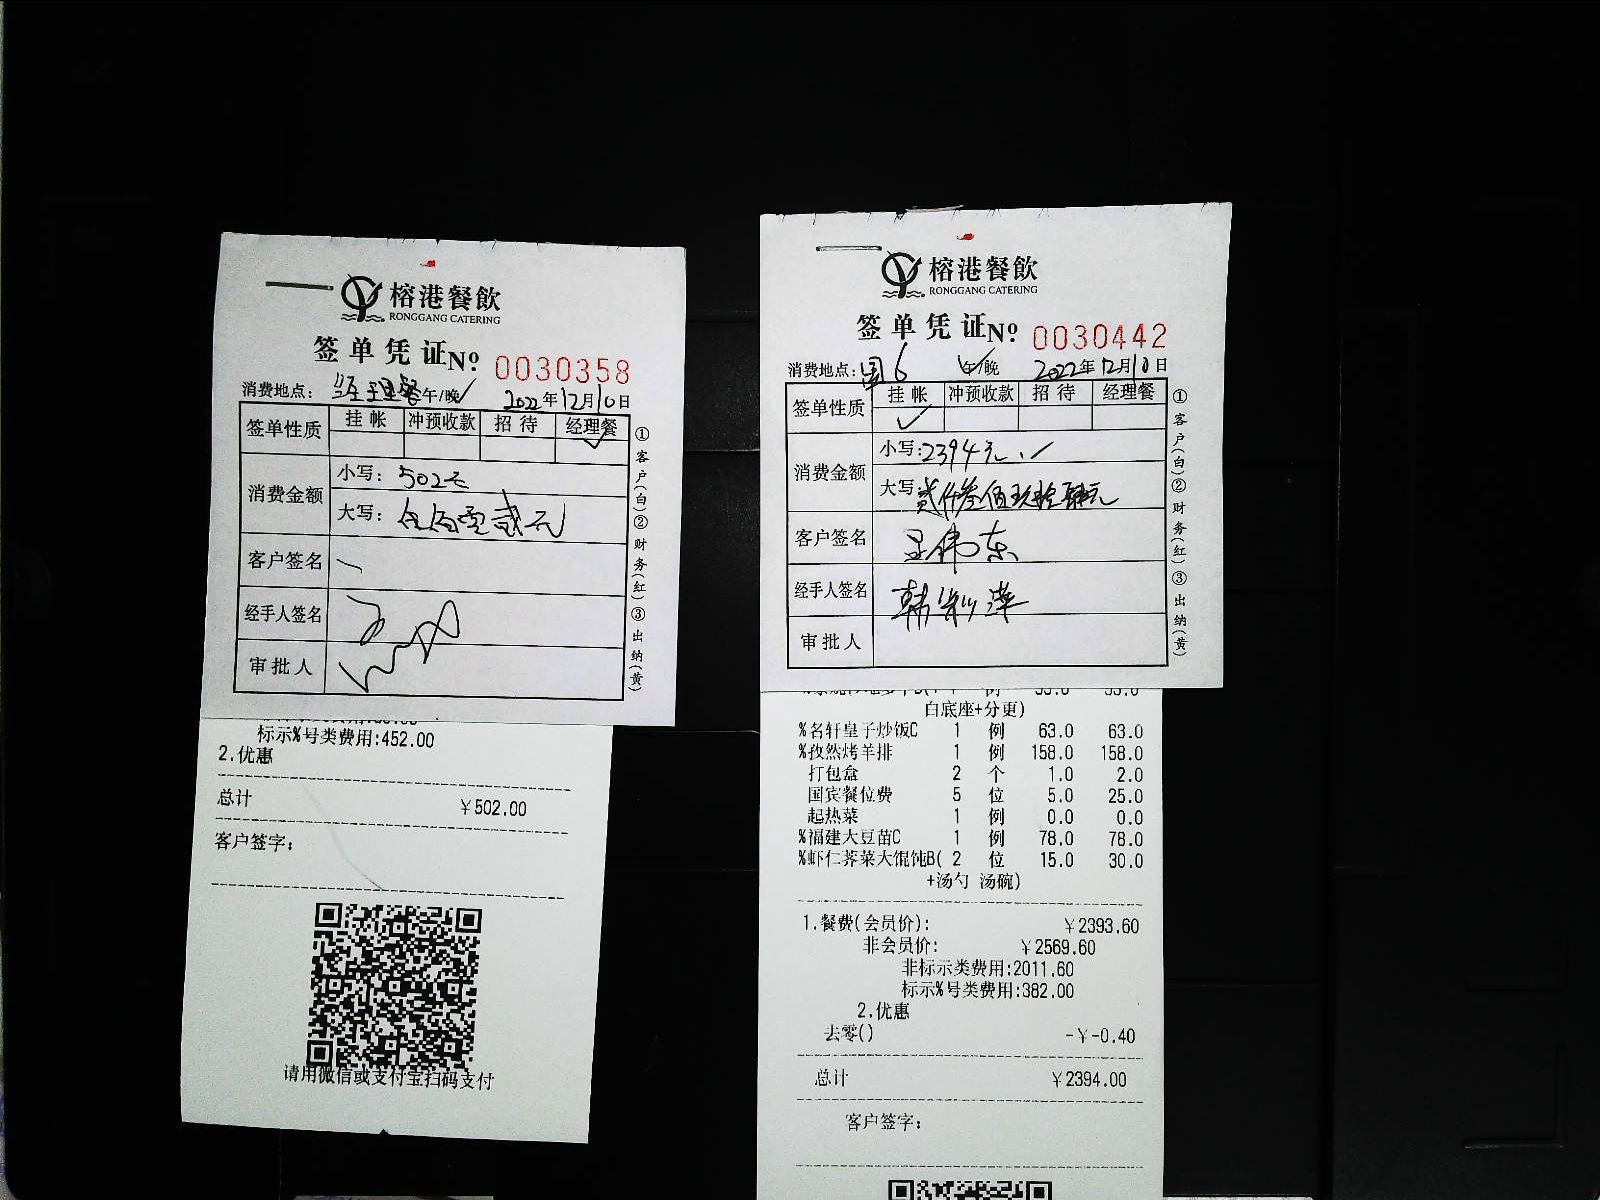 榕港餐飲
RONGGANG CATERING
签单凭证 Nº 0030358
消费地点: 经理餐 午/晚 2022年12月10日
签单性质 挂帐 冲预收款 招待 经理餐
消费金额
小写: 502元
大写: 伍佰零贰元
客户签名
经手人签名
审批人
①客户(白)②财务(红)③出纳(黄)
标示%号类费用:452.00
2.优惠
总计 ￥502.00
客户签字:
请用微信或支付宝扫码支付
榕港餐飲
RONGGANG CATERING
签单凭证 Nº 0030442
消费地点: 国6 午/晚 2022年12月10日
签单性质 挂帐 冲预收款 招待 经理餐
消费金额
小写: 2394元
大写: 贰仟叁佰玖拾肆元
客户签名 王伟东
经手人签名
审批人
①客户(白)②财务(红)③出纳(黄)
白底座+分更)
%名轩皇子炒饭C 1 例 63.0 63.0
%孜然烤羊排 1 例 158.0 158.0
打包盒 2 个 1.0 2.0
国宾餐位费 5 位 5.0 25.0
起热菜 1 例 0.0 0.0
%福建大豆苗C 1 例 78.0 78.0
%虾仁荠菜大馄饨B( 2 位 15.0 30.0
+汤勺 汤碗)
1.餐费(会员价): ￥2393.60
非会员价: ￥2569.60
非标示类费用:2011.60
标示%号类费用:382.00
2.优惠
去零() -￥-0.40
总计 ￥2394.00
客户签字: